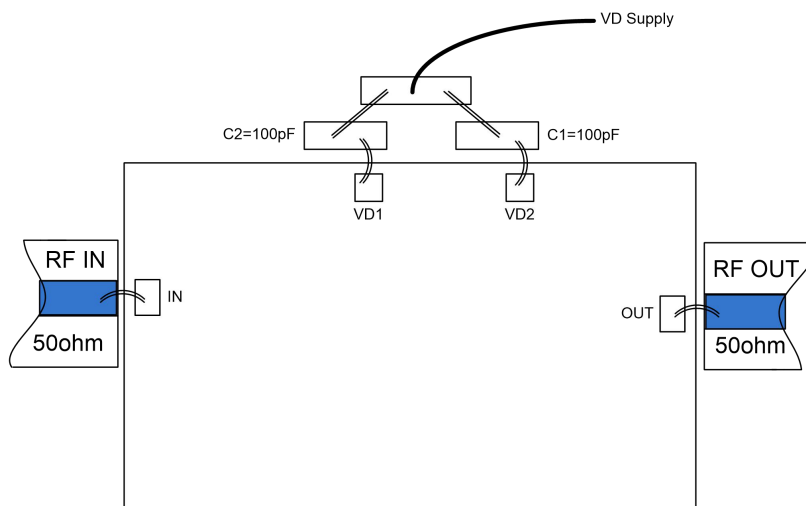 VD Supply
C2=100pF
C1=100pF
VD1
VD2
RF IN
IN
50ohm
RF OUT
OUT
50ohm